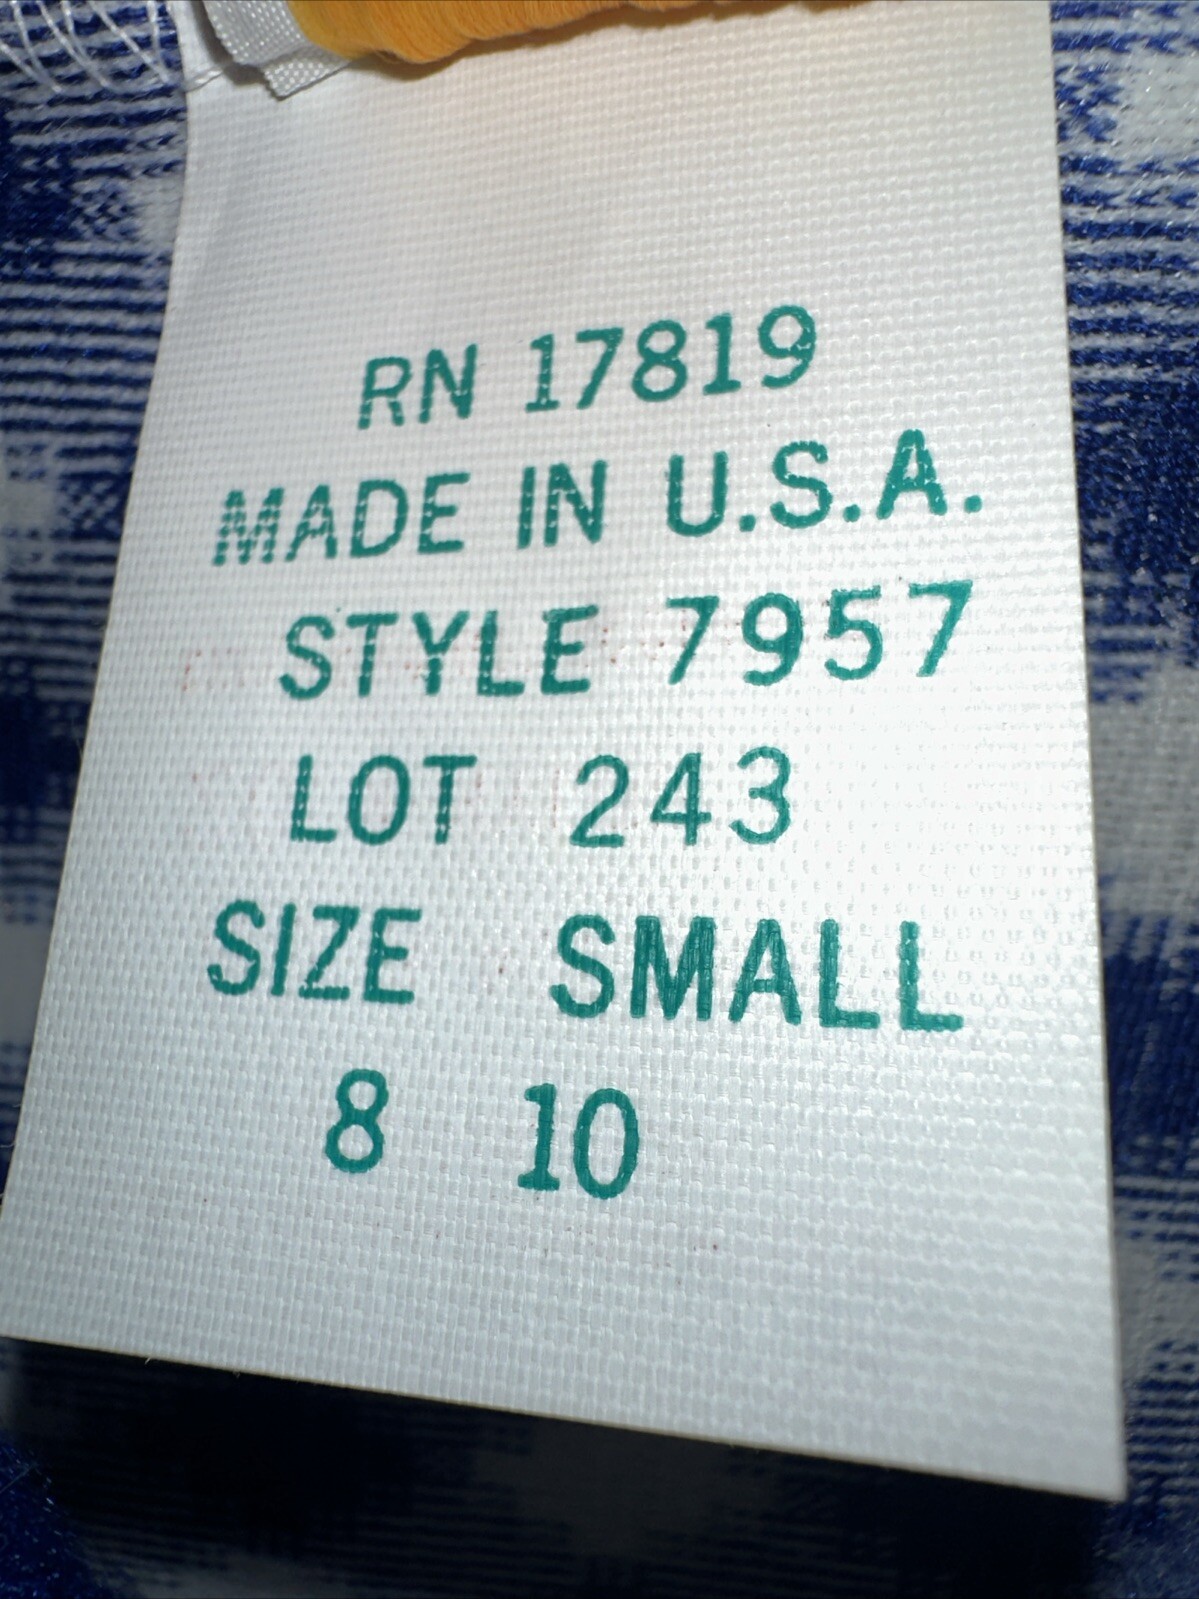 RN 17819
MADE IN U.S.A.
STYLE 7957
LOT 243
SIZE SMALL
8 10